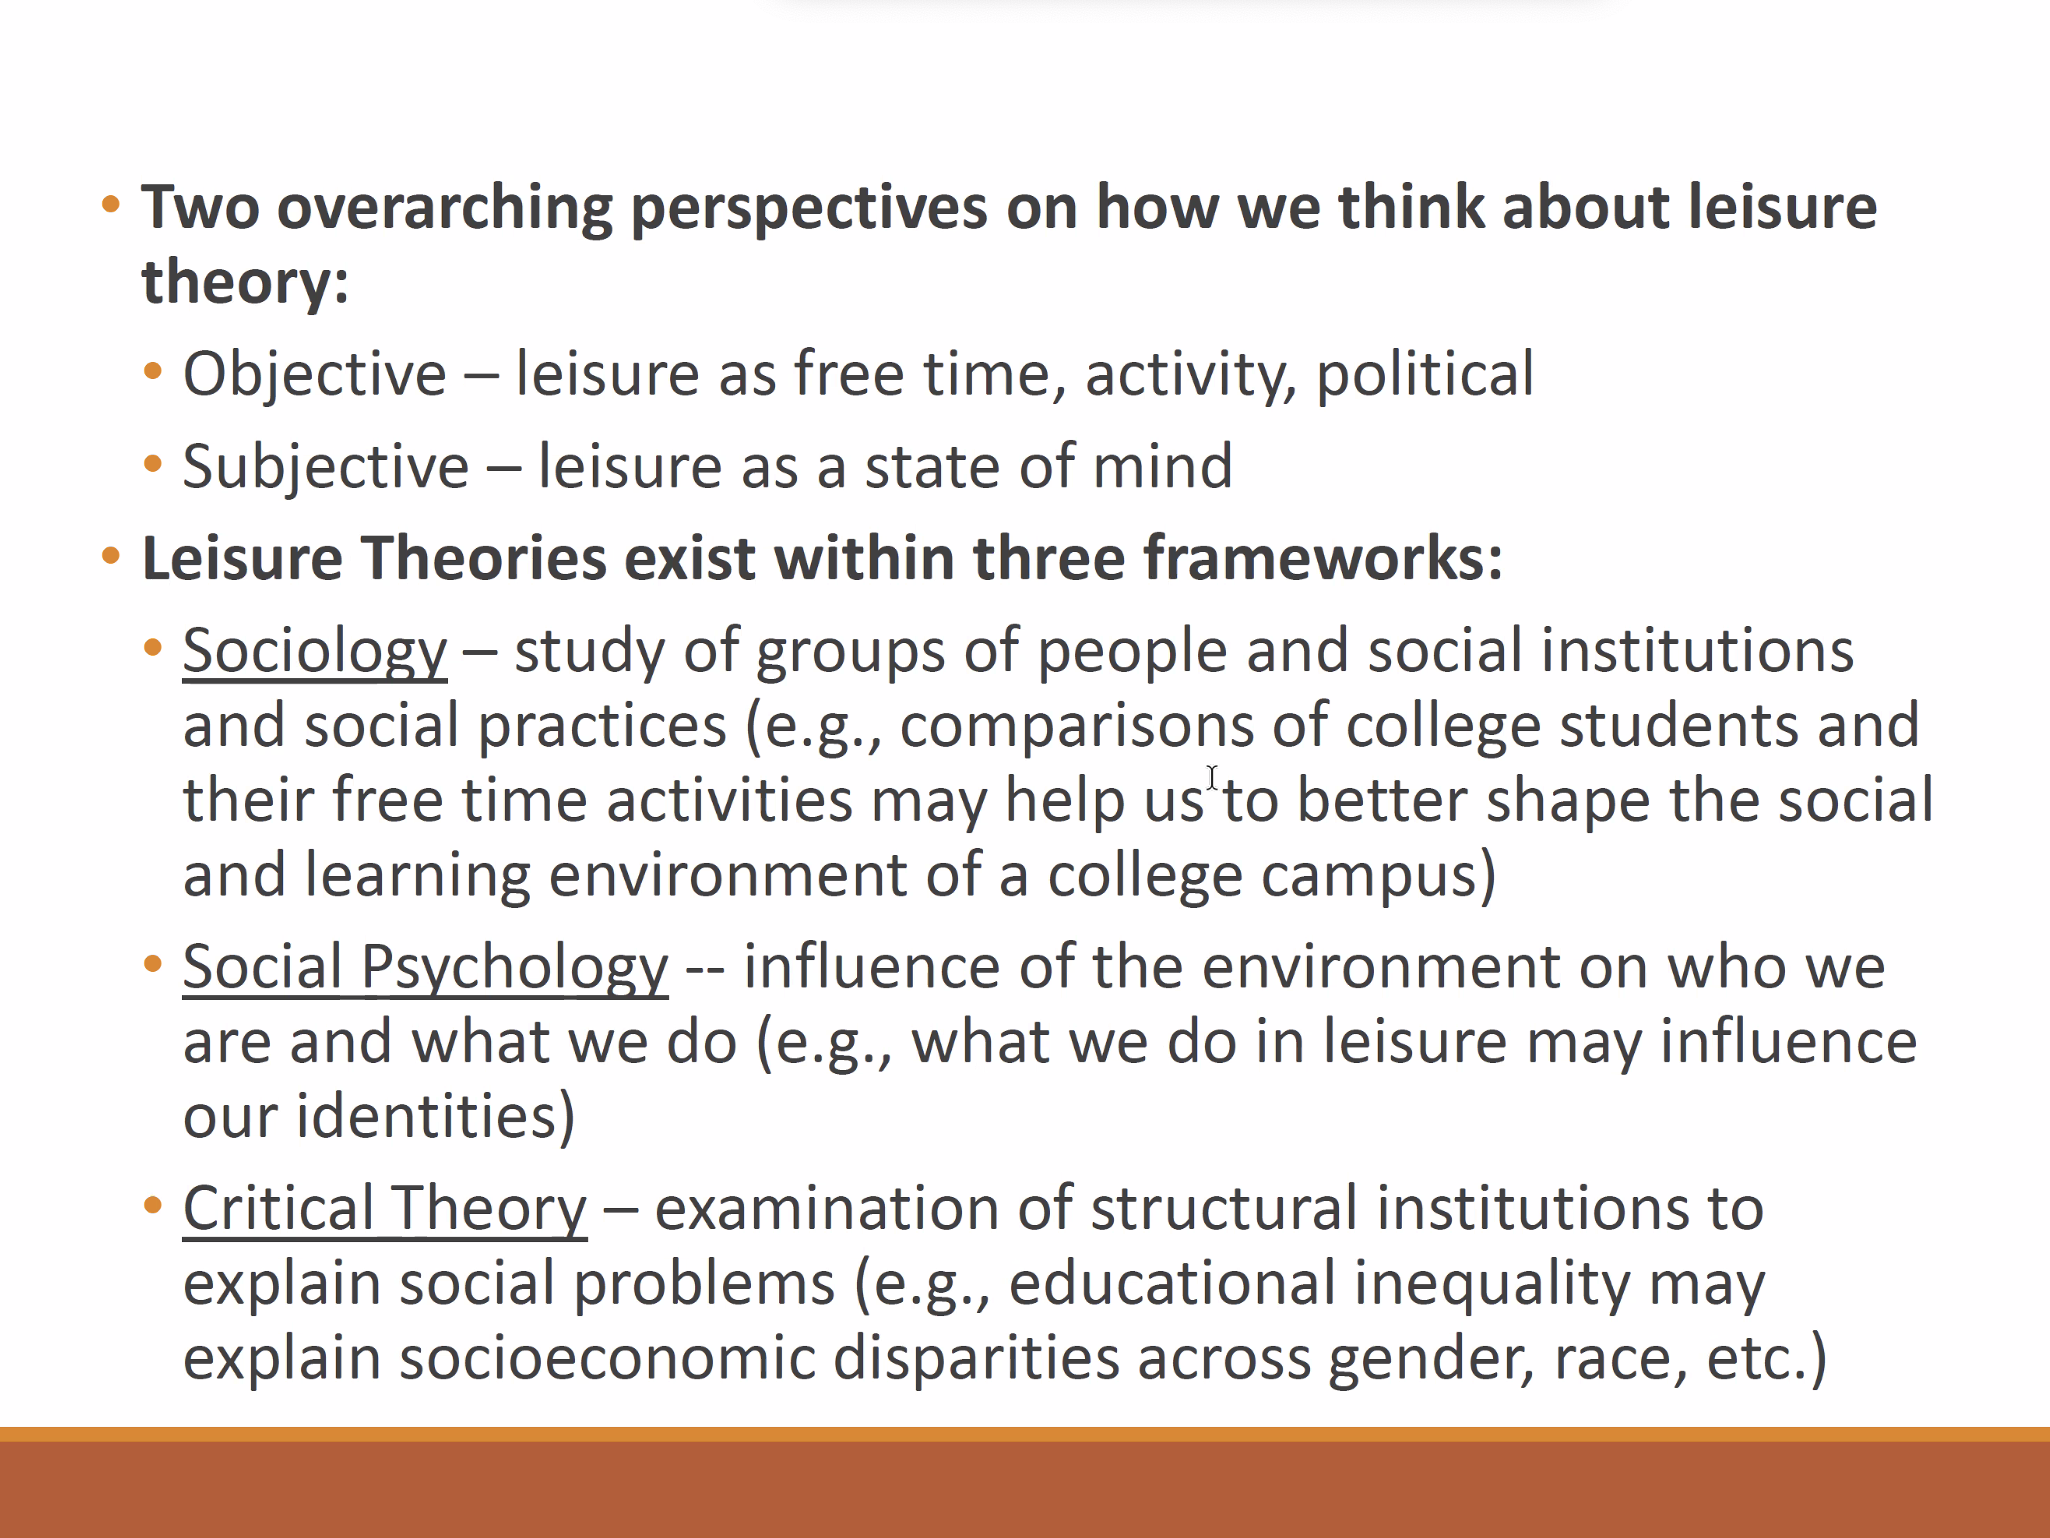 • Two overarching perspectives on how we think about leisure
theory:
• Objective – leisure as free time, activity, political
• Subjective – leisure as a state of mind
• Leisure Theories exist within three frameworks:
• Sociology – study of groups of people and social institutions
and social practices (e.g., comparisons of college students and
their free time activities may help us to better shape the social
and learning environment of a college campus)
• Social Psychology -- influence of the environment on who we
are and what we do (e.g., what we do in leisure may influence
our identities)
• Critical Theory – examination of structural institutions to
explain social problems (e.g., educational inequality may
explain socioeconomic disparities across gender, race, etc.)